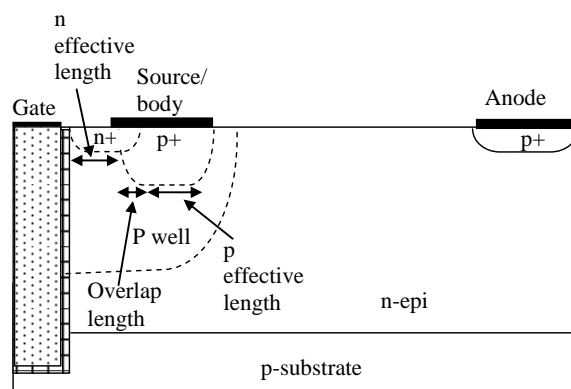 n
effective
length
Source/
body
Gate
Anode
n+
p+
p+
P well
p
effective
length
Overlap
length
n-epi
p-substrate